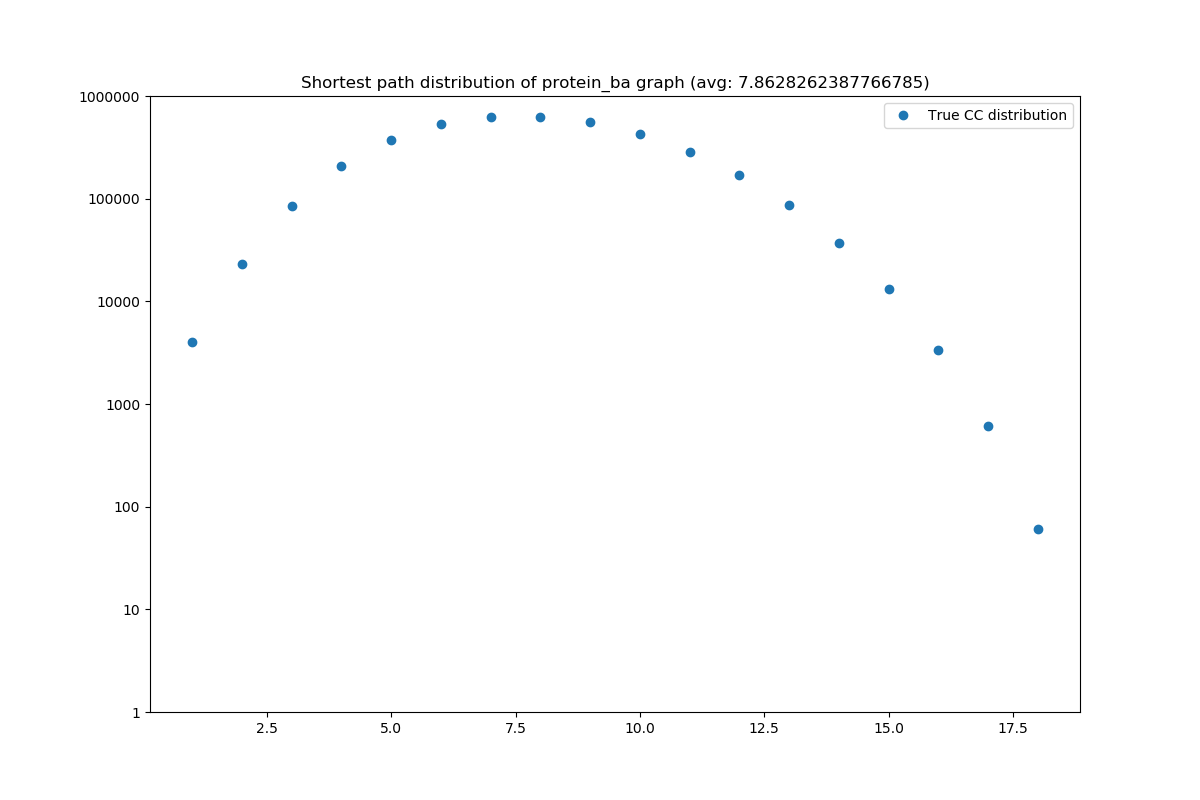 Shortest path distribution of protein_ba graph (avg: 7.8628262387766785)
True CC distribution
1000000
100000
10000
1000
100
10
1
2.5 5.0 7.5 10.0 12.5 15.0 17.5